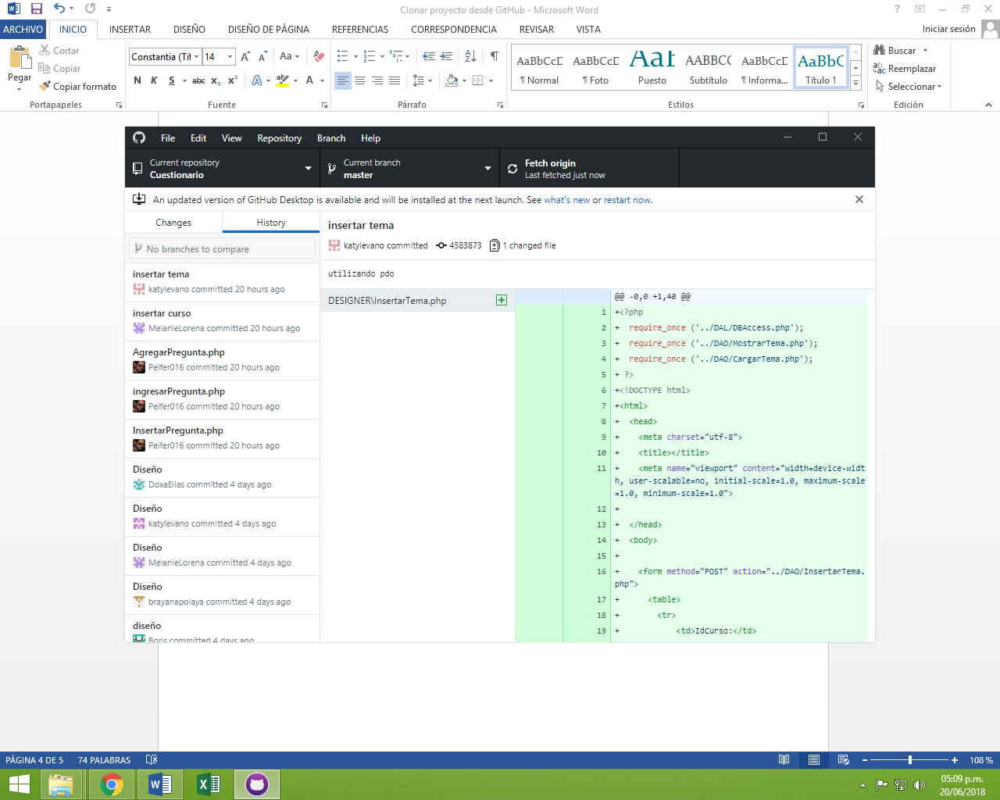 Clonar proyecto desde GitHub - Microsoft Word
ARCHIVO INICIO INSERTAR DISEÑO DISEÑO DE PÁGINA REFERENCIAS CORRESPONDENCIA REVISAR VISTA Iniciar sesión
Pegar
Cortar
Copiar
Copiar formato
Portapapeles
Constantia (Tít 14
Aa
N K S abc x₂ x²
Fuente
Párrafo
AaBbCcDc AaBbCcDc AaBb AABBCC AaBbCcDc AaBbC
¶ Normal ¶ Foto Puesto Subtítulo ¶ Informa... Título 1
Estilos
Buscar
Reemplazar
Seleccionar
Edición
File Edit View Repository Branch Help
Current repository
Cuestionario
Current branch
master
Fetch origin
Last fetched just now
An updated version of GitHub Desktop is available and will be installed at the next launch. See what's new or restart now.
Changes History
No branches to compare
insertar tema
katylevano committed 20 hours ago
insertar curso
MelanieLorena committed 20 hours ago
AgregarPregunta.php
Peifer016 committed 20 hours ago
ingresarPregunta.php
Peifer016 committed 20 hours ago
InsertarPregunta.php
Peifer016 committed 20 hours ago
Diseño
DoxaElias committed 4 days ago
Diseño
katylevano committed 4 days ago
Diseño
MelanieLorena committed 4 days ago
Diseño
brayanapolaya committed 4 days ago
diseño
Boris committed 4 days ago
insertar tema
katylevano committed 4583873 1 changed file
utilizando pdo
DESIGNER\InsertarTema.php
@@ -0,0 +1,40 @@
1 +<?php
2 + require_once ('../DAL/DBAccess.php');
3 + require_once ('../DAO/MostrarTema.php');
4 + require_once ('../DAO/CargarTema.php');
5 + ?>
6 +<!DOCTYPE html>
7 +<html>
8 + <head>
9 + <meta charset="utf-8">
10 + <title></title>
11 + <meta name="viewport" content="width=device-widt
h, user-scalable=no, initial-scale=1.0, maximum-scale
=1.0, minimum-scale=1.0">
12 +
13 + </head>
14 + <body>
15 +
16 + <form method="POST" action="../DAO/InsertarTema.
php">
17 + <table>
18 + <tr>
19 + <td>IdCurso:</td>
PÁGINA 4 DE 5 74 PALABRAS 108 %
05:09 p.m.
20/06/2018